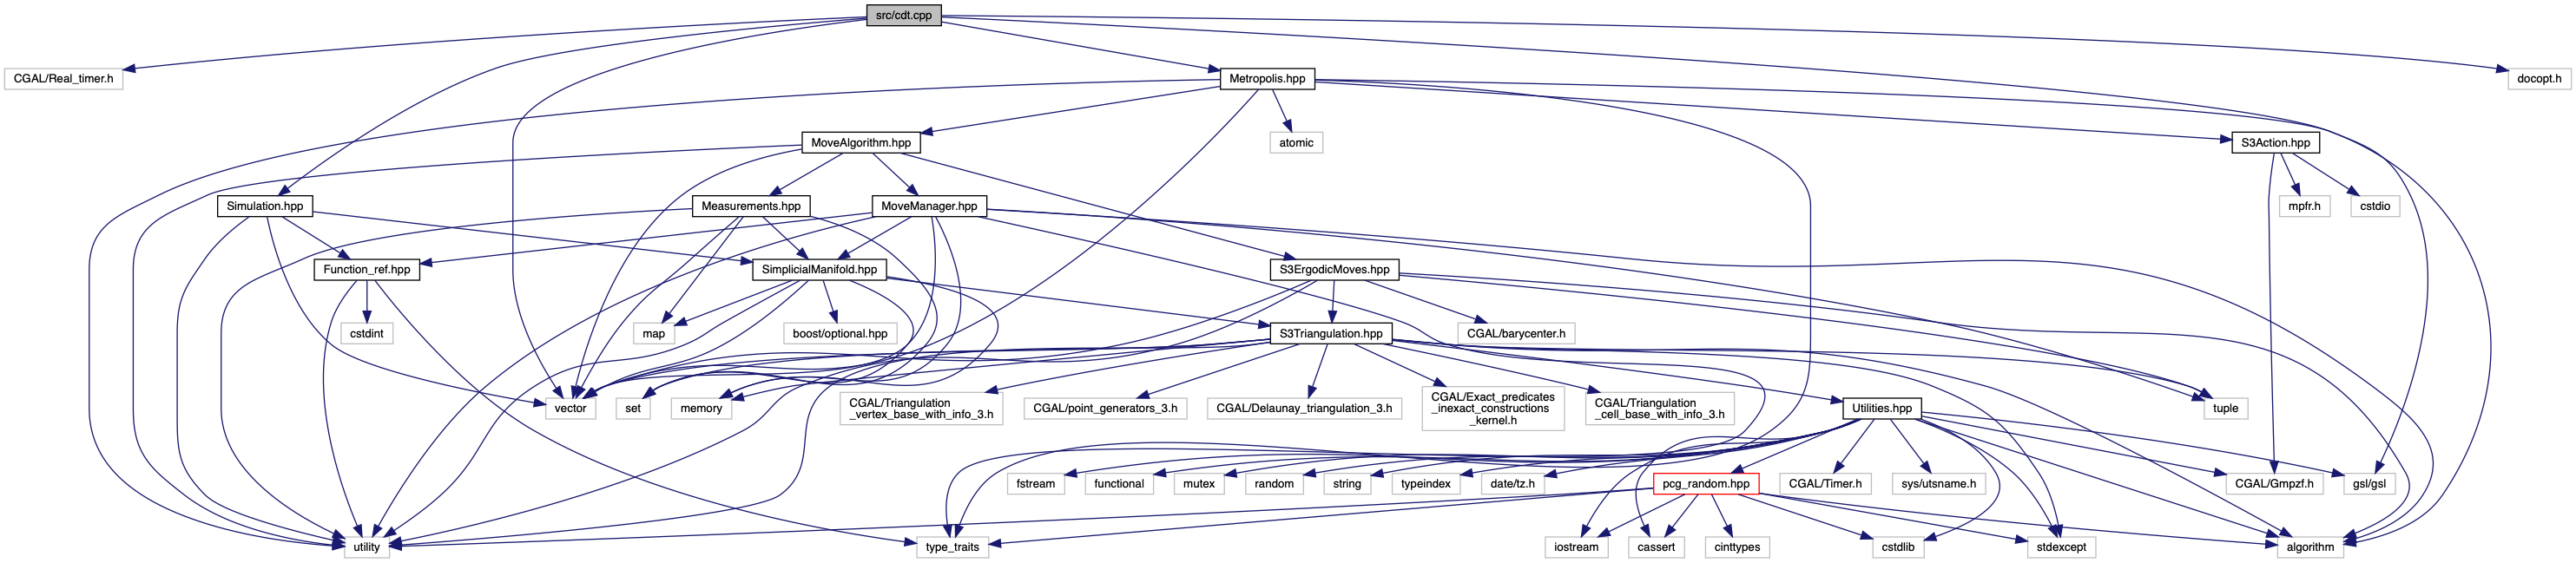 src/cdt.cpp
CGAL/Real_timer.h
Metropolis.hpp
docopt.h
MoveAlgorithm.hpp
atomic
S3Action.hpp
Simulation.hpp
Measurements.hpp
MoveManager.hpp
mpfr.h
cstdio
Function_ref.hpp
SimplicialManifold.hpp
S3ErgodicMoves.hpp
cstdint
map
boost/optional.hpp
S3Triangulation.hpp
CGAL/barycenter.h
vector
set
memory
CGAL/Triangulation
_vertex_base_with_info_3.h
CGAL/point_generators_3.h
CGAL/Delaunay_triangulation_3.h
CGAL/Exact_predicates
_inexact_constructions
_kernel.h
CGAL/Triangulation
_cell_base_with_info_3.h
Utilities.hpp
tuple
fstream
functional
mutex
random
string
typeindex
date/tz.h
pcg_random.hpp
CGAL/Timer.h
sys/utsname.h
CGAL/Gmpzf.h
gsl/gsl
utility
type_traits
iostream
cassert
cinttypes
cstdlib
stdexcept
algorithm